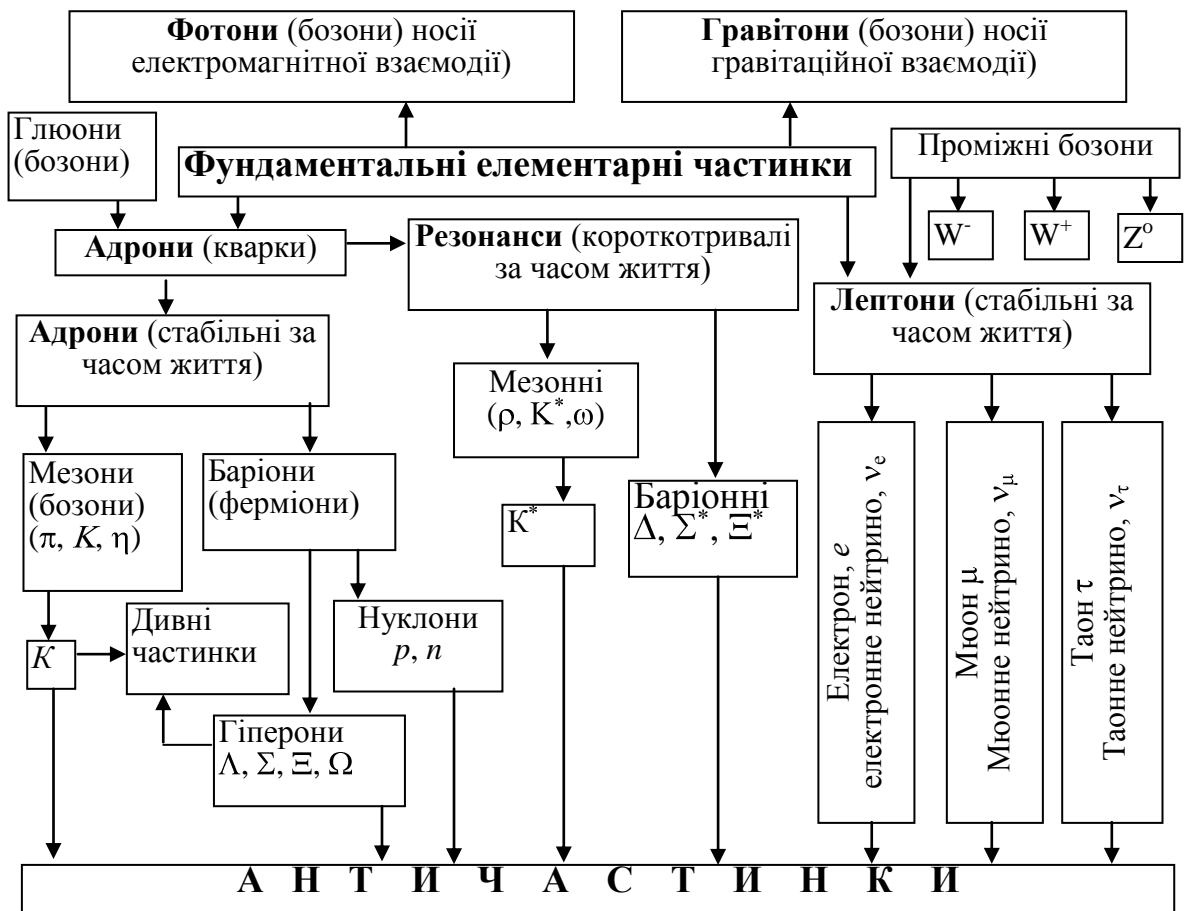 Фотони (бозони) носії
електромагнітної взаємодії)
Гравітони (бозони) носії
гравітаційної взаємодії)
Глюони
(бозони)
Фундаментальні елементарні частинки
Проміжні бозони
W-
W+
Zo
Адрони (кварки)
Резонанси (короткотривалі
за часом життя)
Лептони (стабільні за
часом життя)
Адрони (стабільні за
часом життя)
Мезонні
(ρ, K*,ω)
Мезони
(бозони)
(π, K, η)
Баріони
(ферміони)
К*
Баріонні
Δ, Σ*, Ξ*
Електрон, e
електронне нейтрино, νe
Мюон μ
Мюонне нейтрино, νμ
Таон τ
Таонне нейтрино, ντ
K
Дивні
частинки
Нуклони
p, n
Гіперони
Λ, Σ, Ξ, Ω
А Н Т И Ч А С Т И Н К И